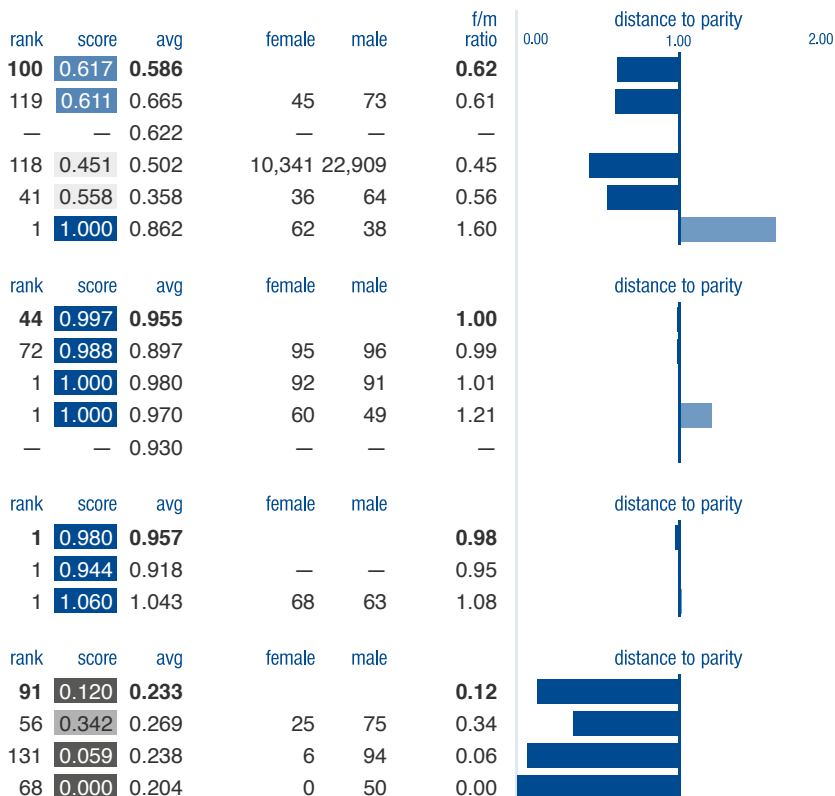 f/m distance to parity
rank score avg female male ratio 0.00 1.00 2.00
100 0.617 0.586 0.62
119 0.611 0.665 45 73 0.61
— — 0.622 — — —
118 0.451 0.502 10,341 22,909 0.45
41 0.558 0.358 36 64 0.56
1 1.000 0.862 62 38 1.60
rank score avg female male distance to parity
44 0.997 0.955 1.00
72 0.988 0.897 95 96 0.99
1 1.000 0.980 92 91 1.01
1 1.000 0.970 60 49 1.21
— — 0.930 — — —
rank score avg female male distance to parity
1 0.980 0.957 0.98
1 0.944 0.918 — — 0.95
1 1.060 1.043 68 63 1.08
rank score avg female male distance to parity
91 0.120 0.233 0.12
56 0.342 0.269 25 75 0.34
131 0.059 0.238 6 94 0.06
68 0.000 0.204 0 50 0.00